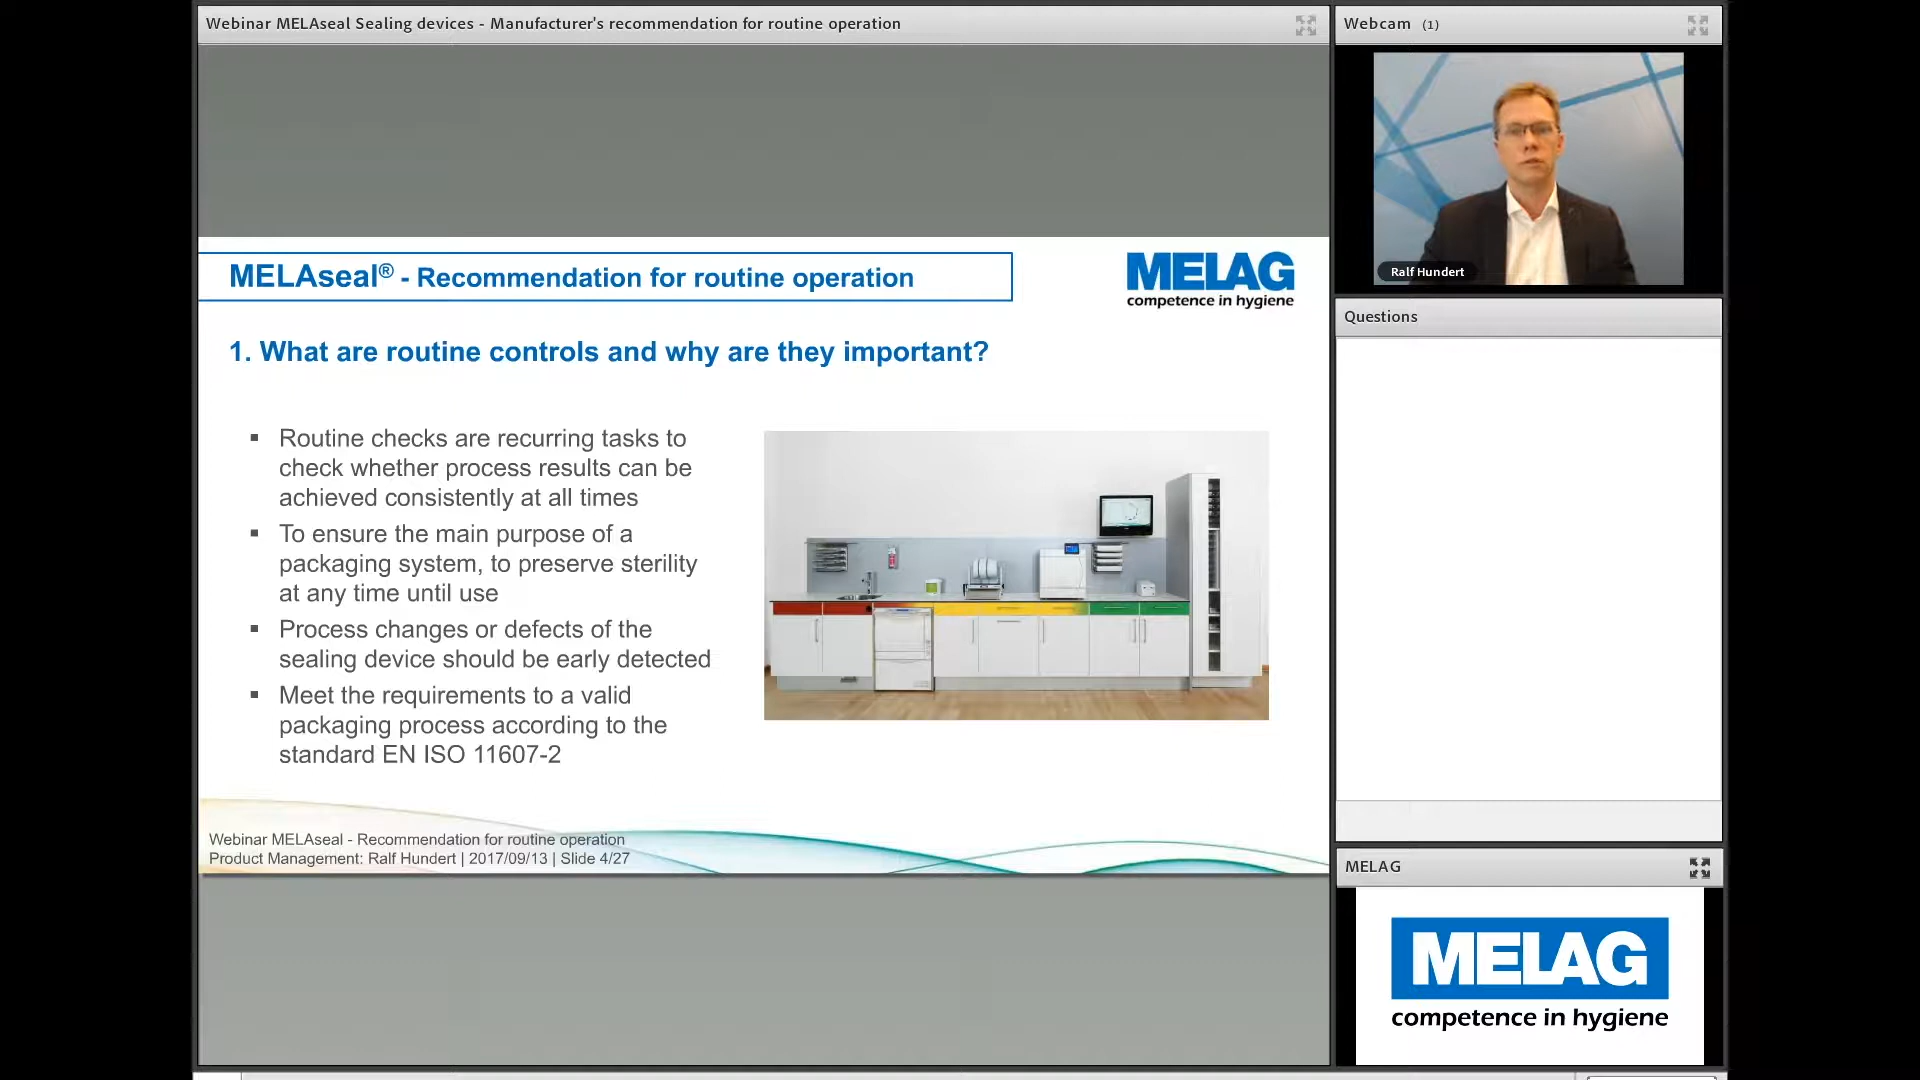 Webinar MELAseal Sealing devices - Manufacturer's recommendation for routine operation
Webcam (1)
Ralf Hundert
Questions
MELAseal® - Recommendation for routine operation
MELAG
competence in hygiene
1. What are routine controls and why are they important?
▪ Routine checks are recurring tasks to
check whether process results can be
achieved consistently at all times
▪ To ensure the main purpose of a
packaging system, to preserve sterility
at any time until use
▪ Process changes or defects of the
sealing device should be early detected
▪ Meet the requirements to a valid
packaging process according to the
standard EN ISO 11607-2
Webinar MELAseal - Recommendation for routine operation
Product Management: Ralf Hundert | 2017/09/13 | Slide 4/27
MELAG
MELAG
competence in hygiene